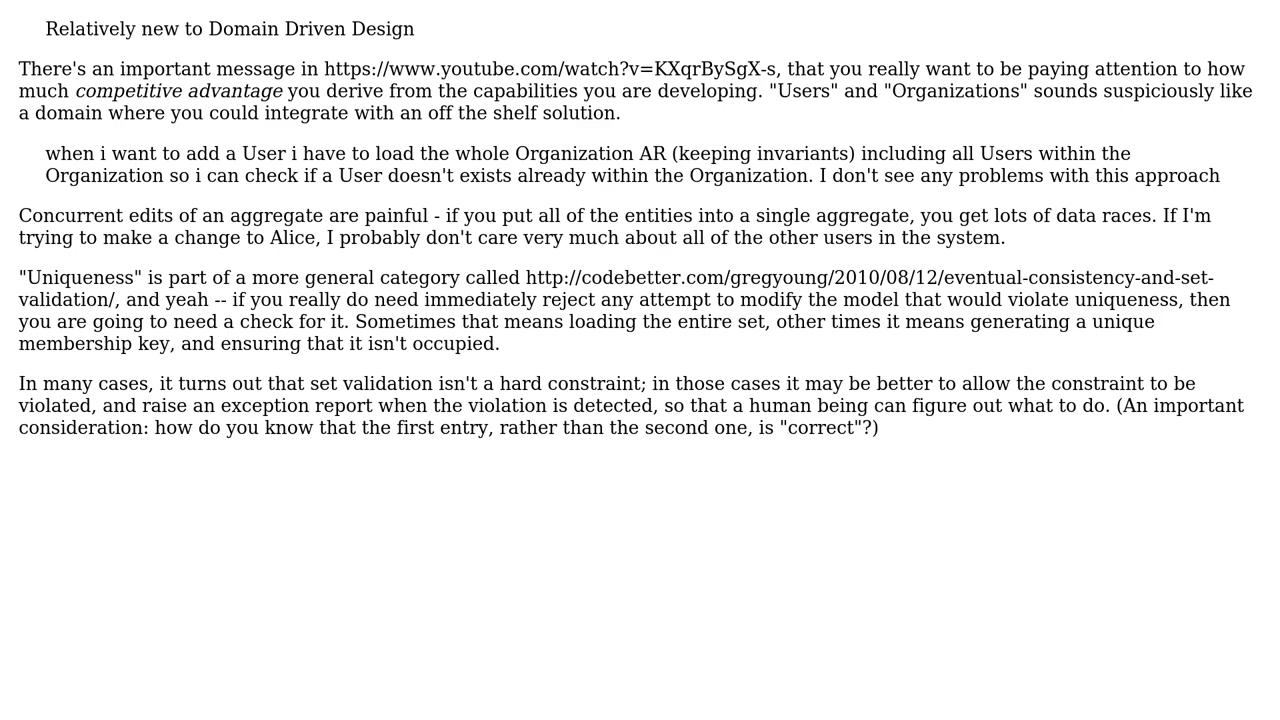 Relatively new to Domain Driven Design
There's an important message in https://www.youtube.com/watch?v=KXqrBySgX-s, that you really want to be paying attention to how
much competitive advantage you derive from the capabilities you are developing. "Users" and "Organizations" sounds suspiciously like
a domain where you could integrate with an off the shelf solution.
when i want to add a User i have to load the whole Organization AR (keeping invariants) including all Users within the
Organization so i can check if a User doesn't exists already within the Organization. I don't see any problems with this approach
Concurrent edits of an aggregate are painful - if you put all of the entities into a single aggregate, you get lots of data races. If I'm
trying to make a change to Alice, I probably don't care very much about all of the other users in the system.
"Uniqueness" is part of a more general category called http://codebetter.com/gregyoung/2010/08/12/eventual-consistency-and-set-
validation/, and yeah -- if you really do need immediately reject any attempt to modify the model that would violate uniqueness, then
you are going to need a check for it. Sometimes that means loading the entire set, other times it means generating a unique
membership key, and ensuring that it isn't occupied.
In many cases, it turns out that set validation isn't a hard constraint; in those cases it may be better to allow the constraint to be
violated, and raise an exception report when the violation is detected, so that a human being can figure out what to do. (An important
consideration: how do you know that the first entry, rather than the second one, is "correct"?)